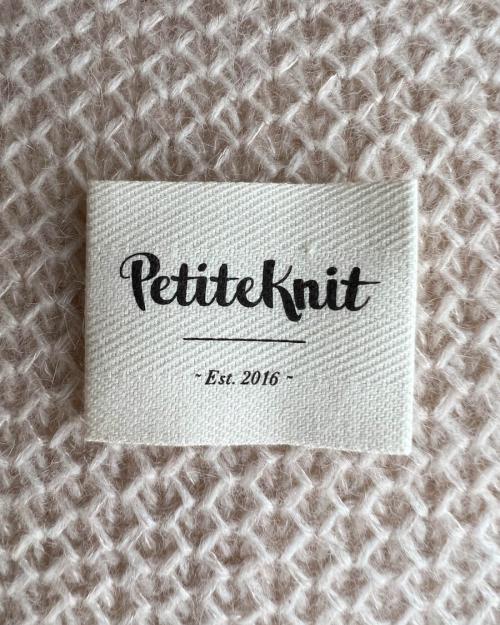 PetiteKnit
~ Est. 2016 ~